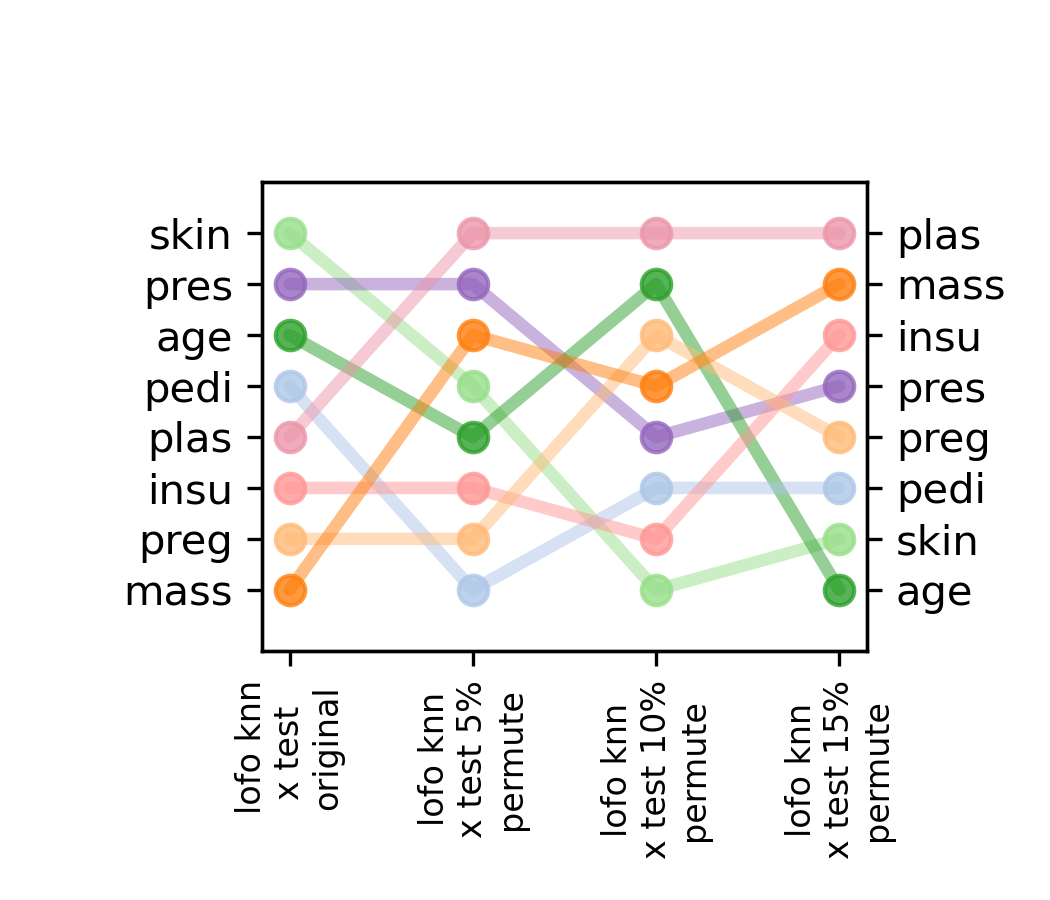 skin
pres
age
pedi
plas
insu
preg
mass
plas
mass
insu
pres
preg
pedi
skin
age
lofo knn
x test
original
lofo knn
x test 5%
permute
lofo knn
x test 10%
permute
lofo knn
x test 15%
permute